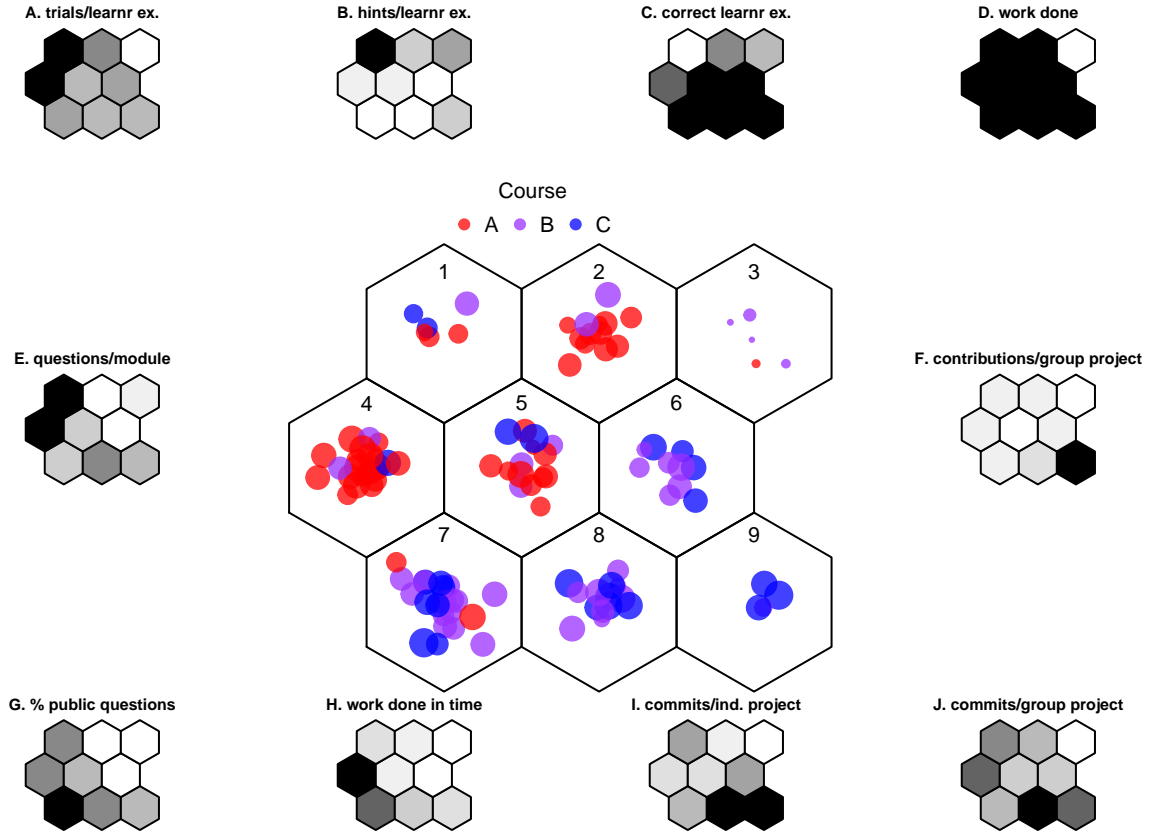 A. trials/learnr ex.
B. hints/learnr ex.
C. correct learnr ex.
D. work done
Course
A B C
1 2 3
E. questions/module
F. contributions/group project
4 5 6
7 8 9
G. % public questions
H. work done in time
I. commits/ind. project
J. commits/group project